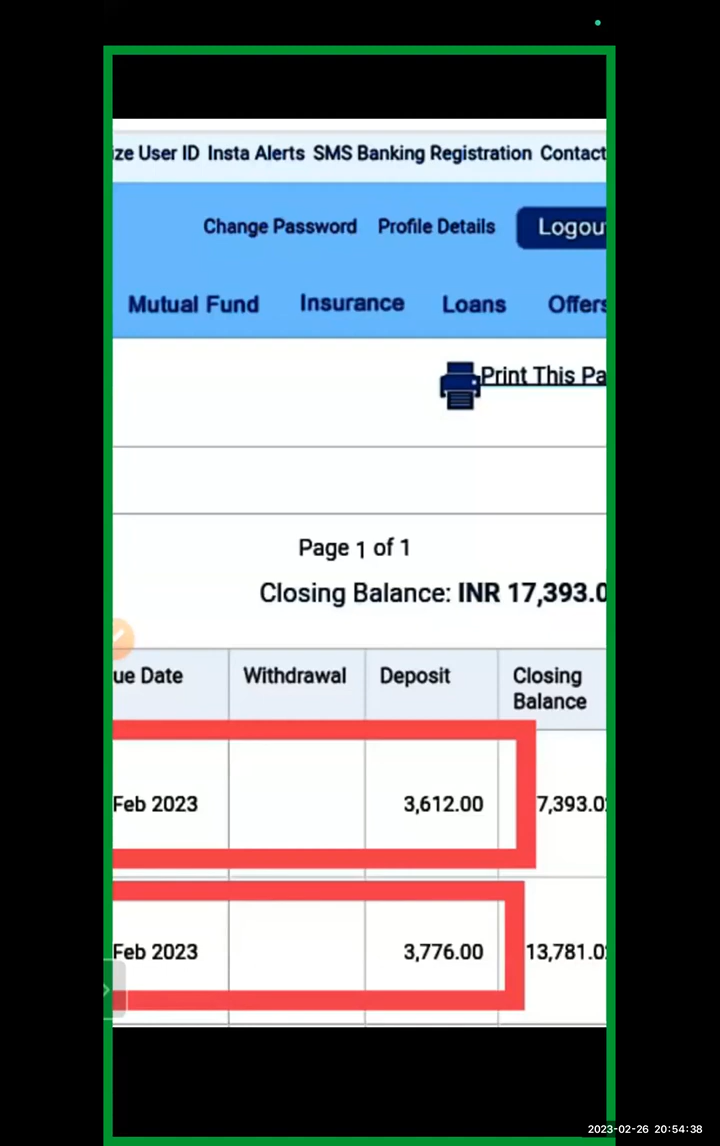 ize User ID Insta Alerts SMS Banking Registration Contact
Change Password Profile Details Logou
Mutual Fund Insurance Loans Offers
Print This Pa
Page 1 of 1
Closing Balance: INR 17,393.0
ue Date Withdrawal Deposit Closing
Balance
Feb 2023 3,612.00 7,393.02
Feb 2023 3,776.00 13,781.02
2023-02-26 20:54:38